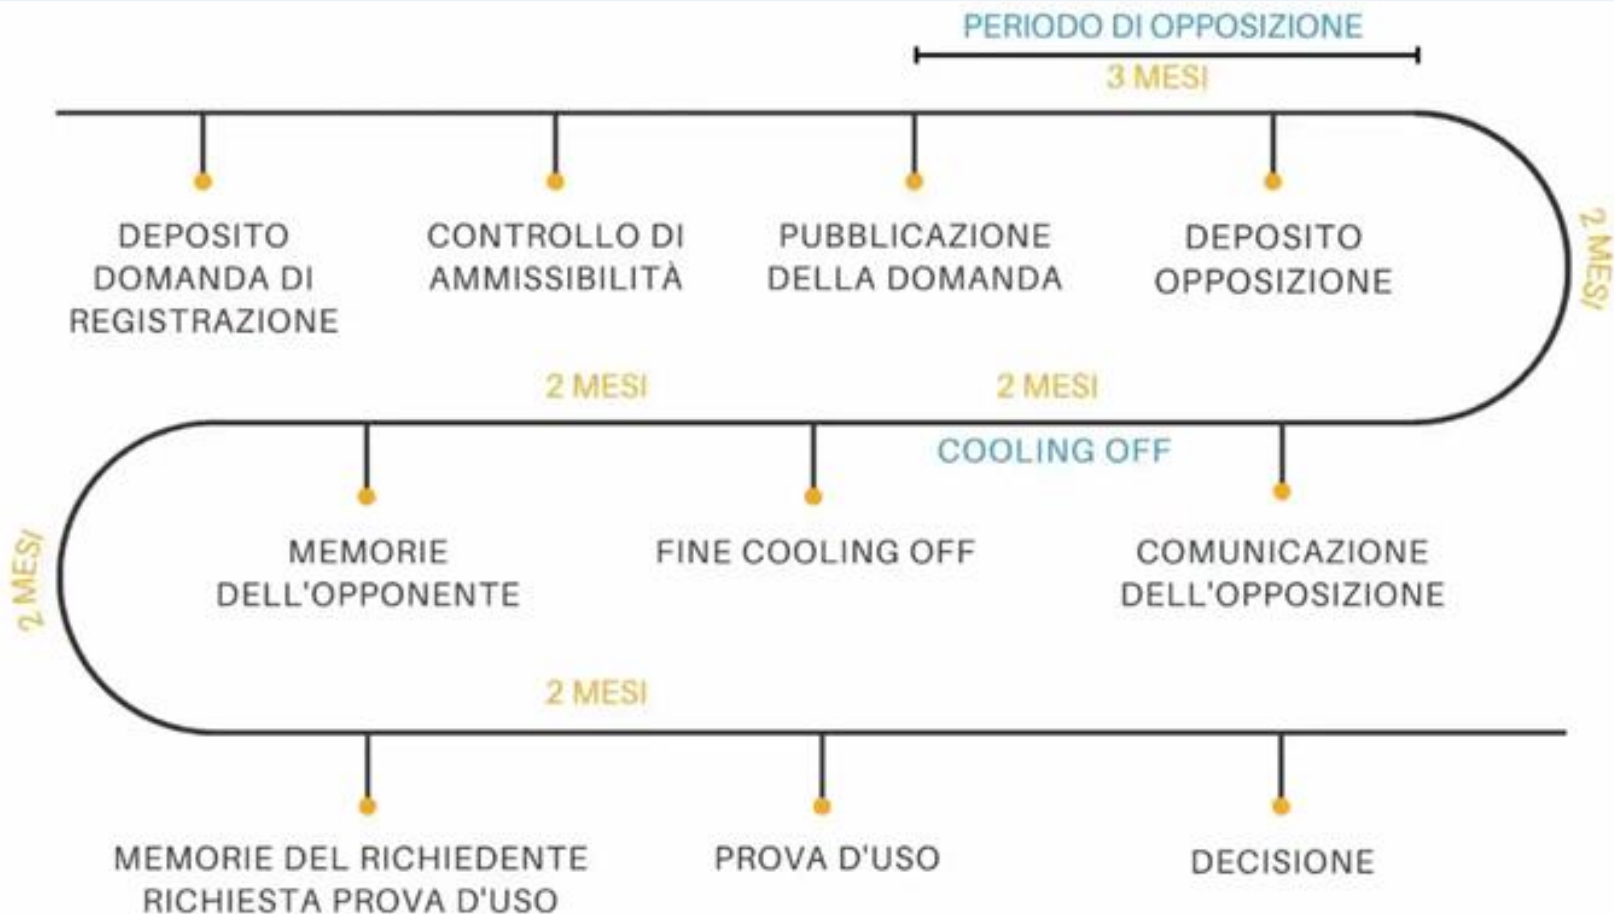 PERIODO DI OPPOSIZIONE
3 MESI
DEPOSITO
DOMANDA DI
REGISTRAZIONE
CONTROLLO DI
AMMISSIBILITÀ
PUBBLICAZIONE
DELLA DOMANDA
DEPOSITO
OPPOSIZIONE
2 MESI
2 MESI
2 MESI
COOLING OFF
COMUNICAZIONE
DELL'OPPOSIZIONE
FINE COOLING OFF
MEMORIE
DELL'OPPONENTE
2 MESI
2 MESI
MEMORIE DEL RICHIEDENTE
RICHIESTA PROVA D'USO
PROVA D'USO
DECISIONE